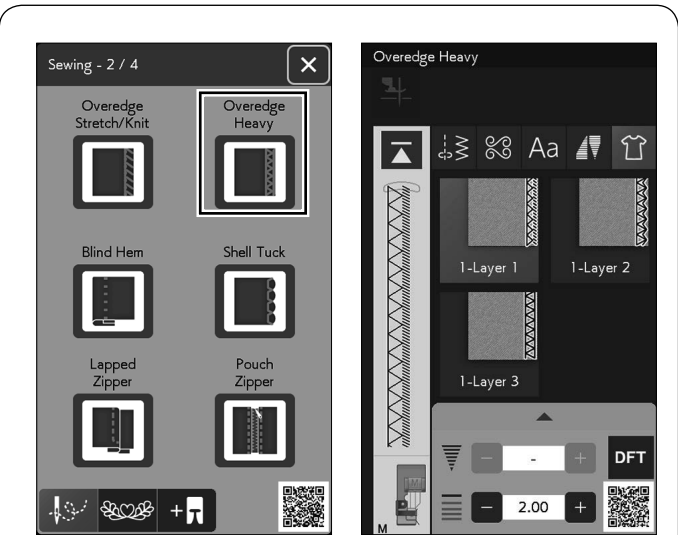 Sewing - 2 / 4
Overedge
Stretch/Knit
Overedge
Heavy
Blind Hem
Shell Tuck
Lapped
Zipper
Pouch
Zipper
Overedge Heavy
Aa
1-Layer 1
1-Layer 2
1-Layer 3
-
DFT
2.00
M